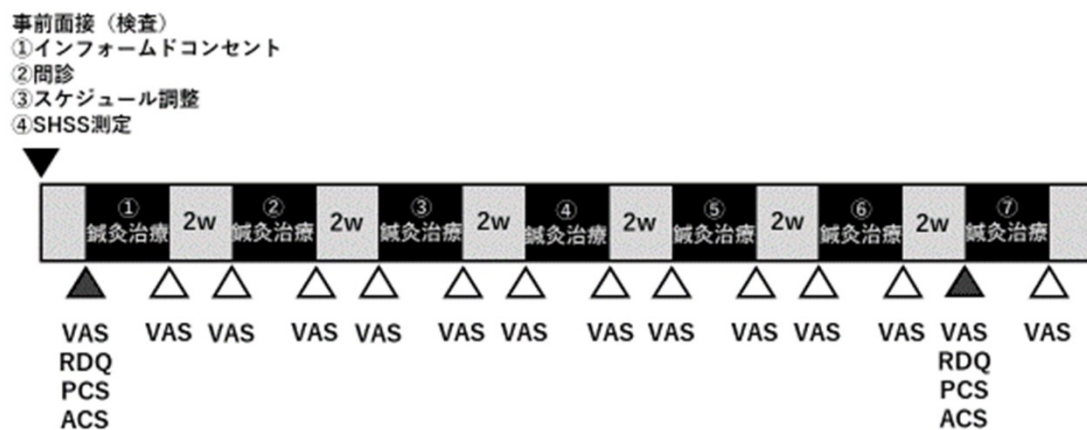 事前面接（検査）
①インフォームドコンセント
②問診
③スケジュール調整
④SHSS測定
① 鍼灸治療
2w
② 鍼灸治療
2w
③ 鍼灸治療
2w
④ 鍼灸治療
2w
⑤ 鍼灸治療
2w
⑥ 鍼灸治療
2w
⑦ 鍼灸治療
VAS VAS VAS VAS VAS VAS VAS VAS VAS VAS VAS VAS VAS VAS
RDQ RDQ
PCS PCS
ACS ACS